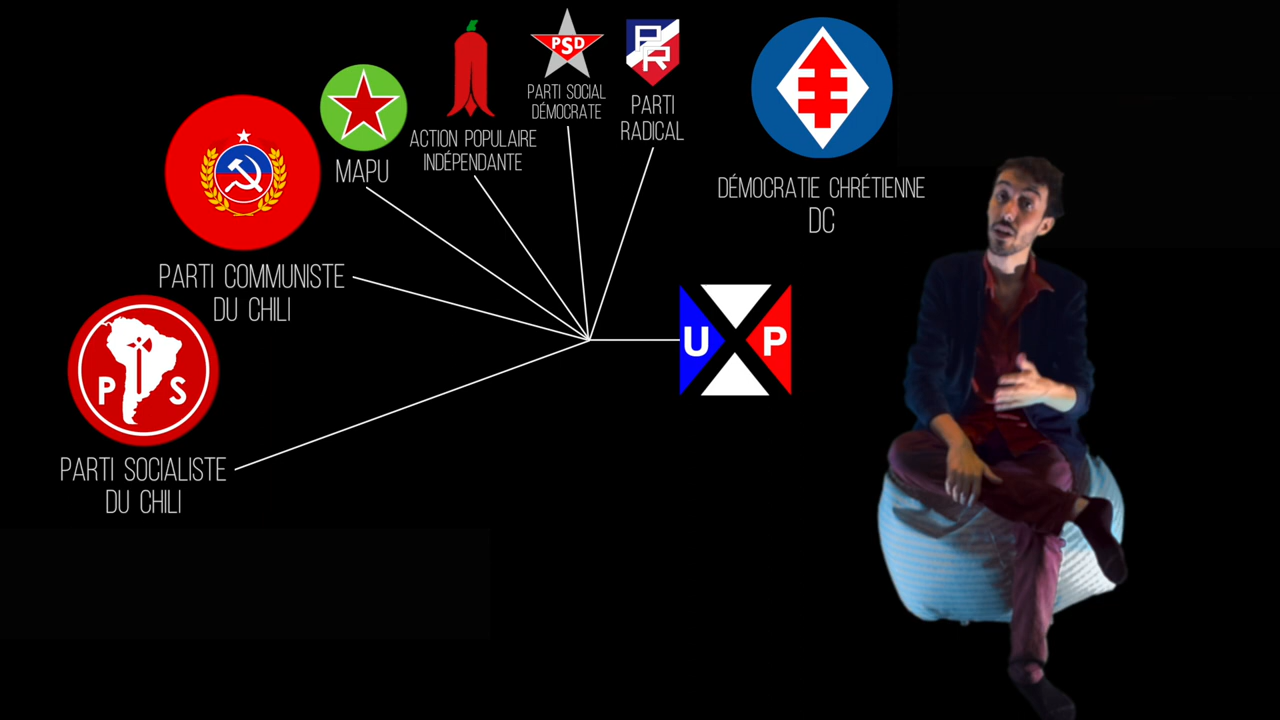 PSD
PR
PARTI SOCIAL
DÉMOCRATE
PARTI
RADICAL
ACTION POPULAIRE
INDÉPENDANTE
MAPU
DÉMOCRATIE CHRÉTIENNE
DC
PARTI COMMUNISTE
DU CHILI
U P
P S
PARTI SOCIALISTE
DU CHILI